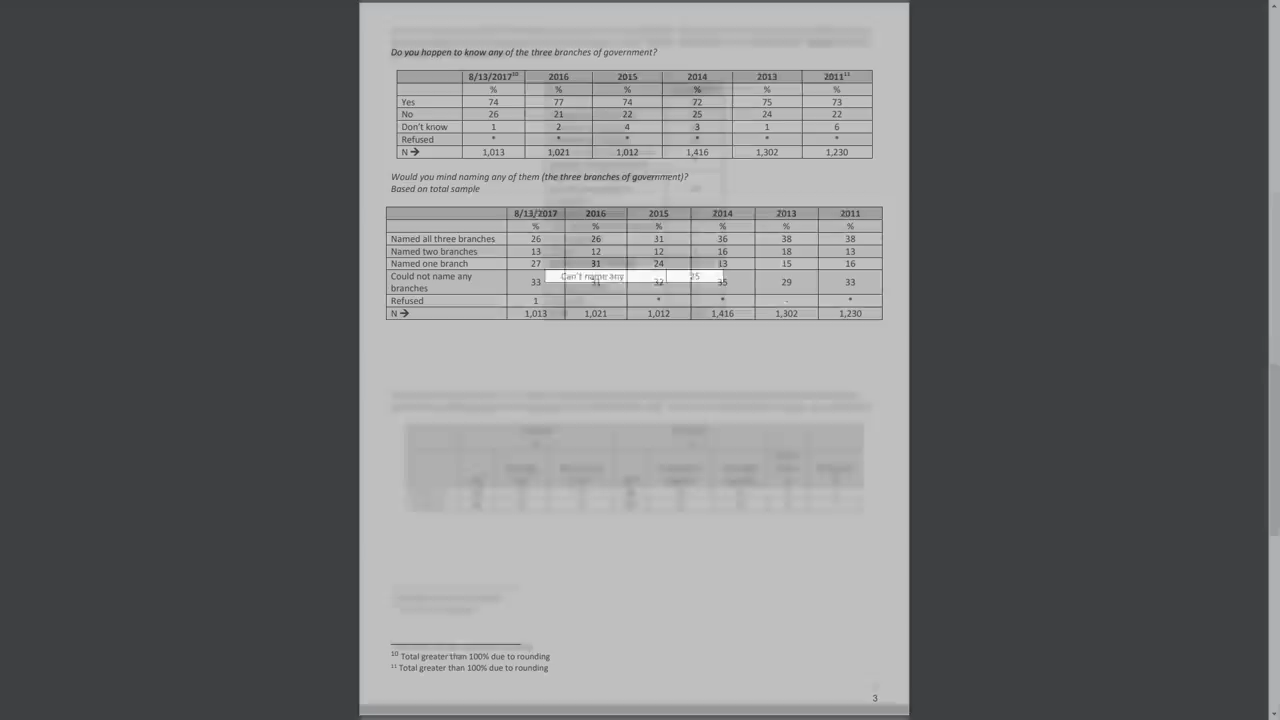 Do you happen to know any of the three branches of government?
8/13/2017¹⁰ 2016 2015 2014 2013 2011¹¹
% % % % % %
Yes 74 77 74 72 75 73
No 26 21 22 25 24 22
Don't know 1 2 4 3 1 6
Refused * * * * * *
N → 1,013 1,021 1,012 1,416 1,302 1,230
Would you mind naming any of them (the three branches of government)?
Based on total sample
8/13/2017 2016 2015 2014 2013 2011
% % % % % %
Named all three branches 26 26 31 36 38 38
Named two branches 13 12 12 16 18 13
Named one branch 27 31 24 13 15 16
Could not name any
branches 33 31 32 35 29 33
Can't name any
Refused 1 * * - *
N → 1,013 1,021 1,012 1,416 1,302 1,230
¹⁰ Total greater than 100% due to rounding
¹¹ Total greater than 100% due to rounding
3